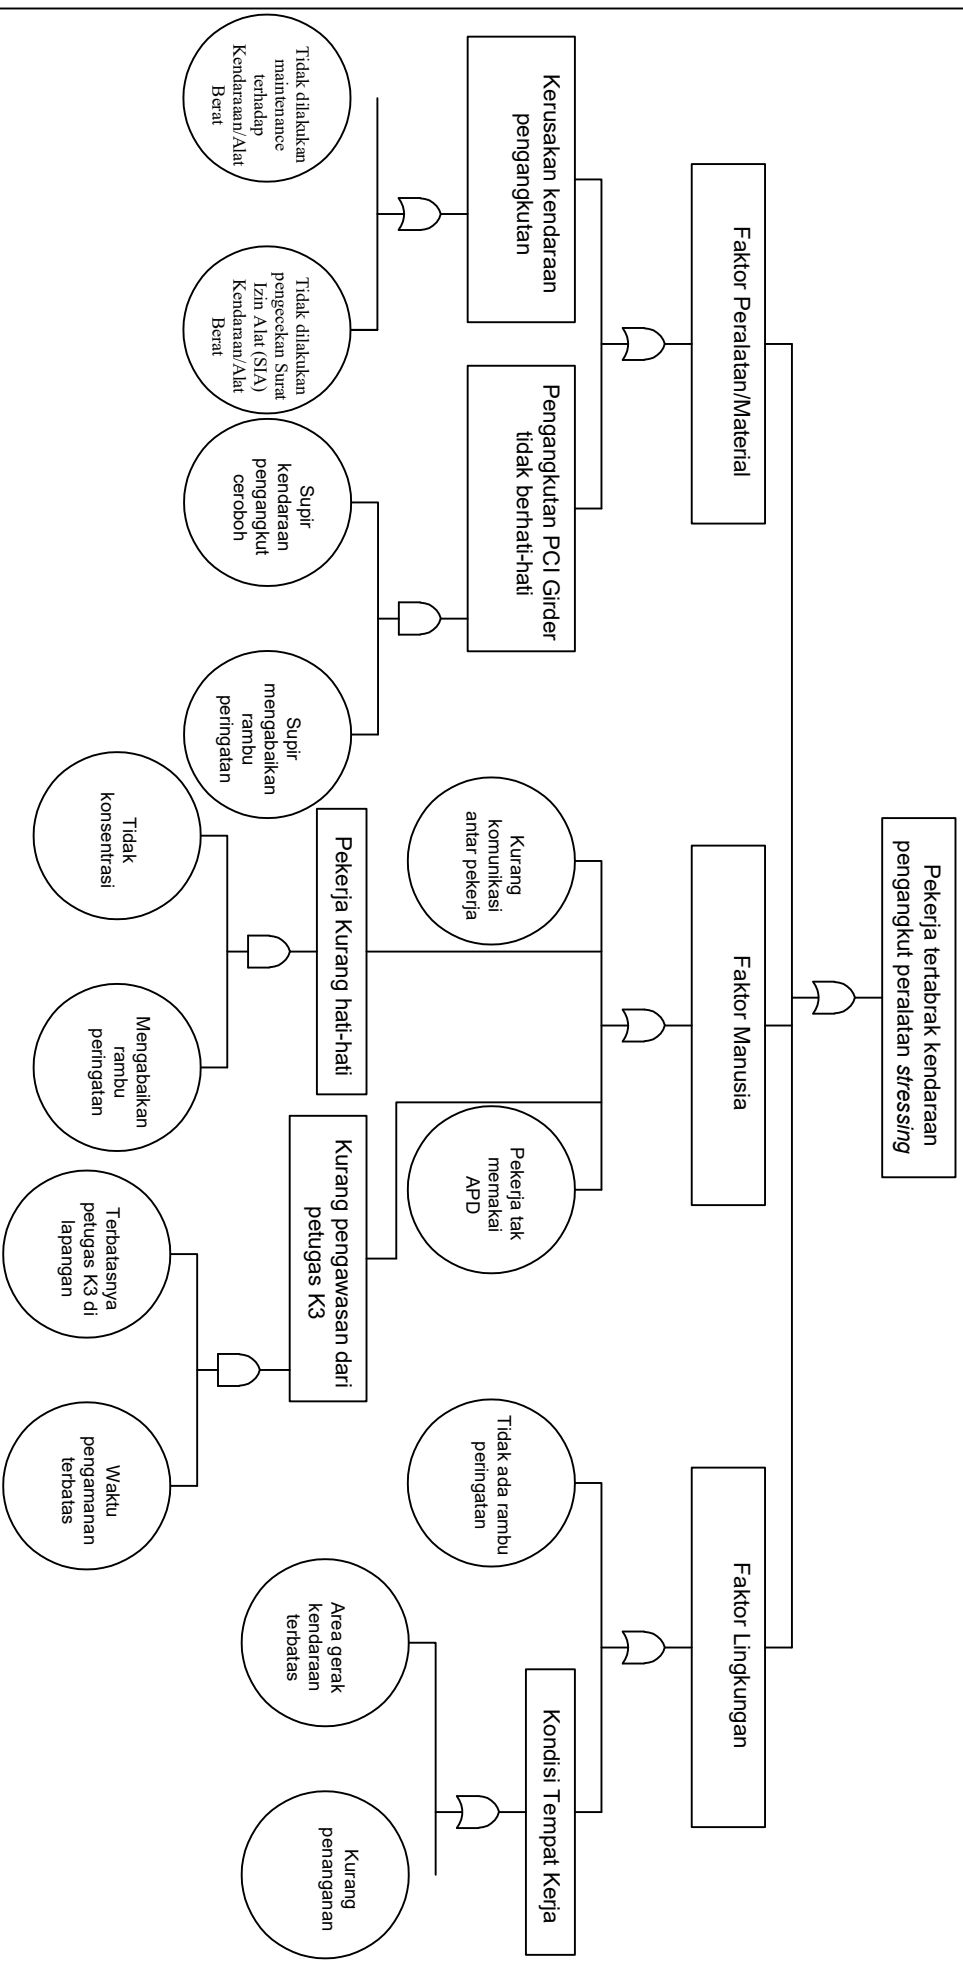 Pekerja tertabrak kendaraan
pengangkut peralatan stressing
Faktor Peralatan/Material
Faktor Manusia
Faktor Lingkungan
Kerusakan kendaraan
pengangkutan
Pengangkutan PCI Girder
tidak berhati-hati
Kurang
komunikasi
antar pekerja
Pekerja tak
memakai
APD
Tidak ada rambu
peringatan
Kondisi Tempat Kerja
Tidak dilakukan
maintenance
terhadap
Kendaraaan/Alat
Berat
Tidak dilakukan
pengecekan Surat
Izin Alat (SIA)
Kendaraan/Alat
Berat
Supir
kendaraan
pengangkut
ceroboh
Supir
mengabaikan
rambu
peringatan
Pekerja Kurang hati-hati
Kurang pengawasan dari
petugas K3
Area gerak
kendaraan
terbatas
Kurang
penanganan
Tidak
konsentrasi
Mengabaikan
rambu
peringatan
Terbatasnya
petugas K3 di
lapangan
Waktu
pengamanan
terbatas